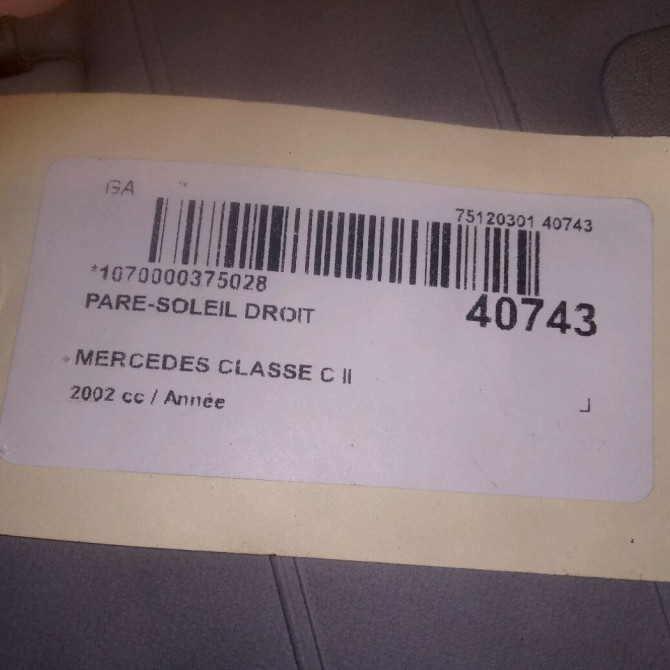 GA
75120301 40743
*1070000375028
40743
PARE-SOLEIL DROIT
MERCEDES CLASSE C II
2002 cc / Année